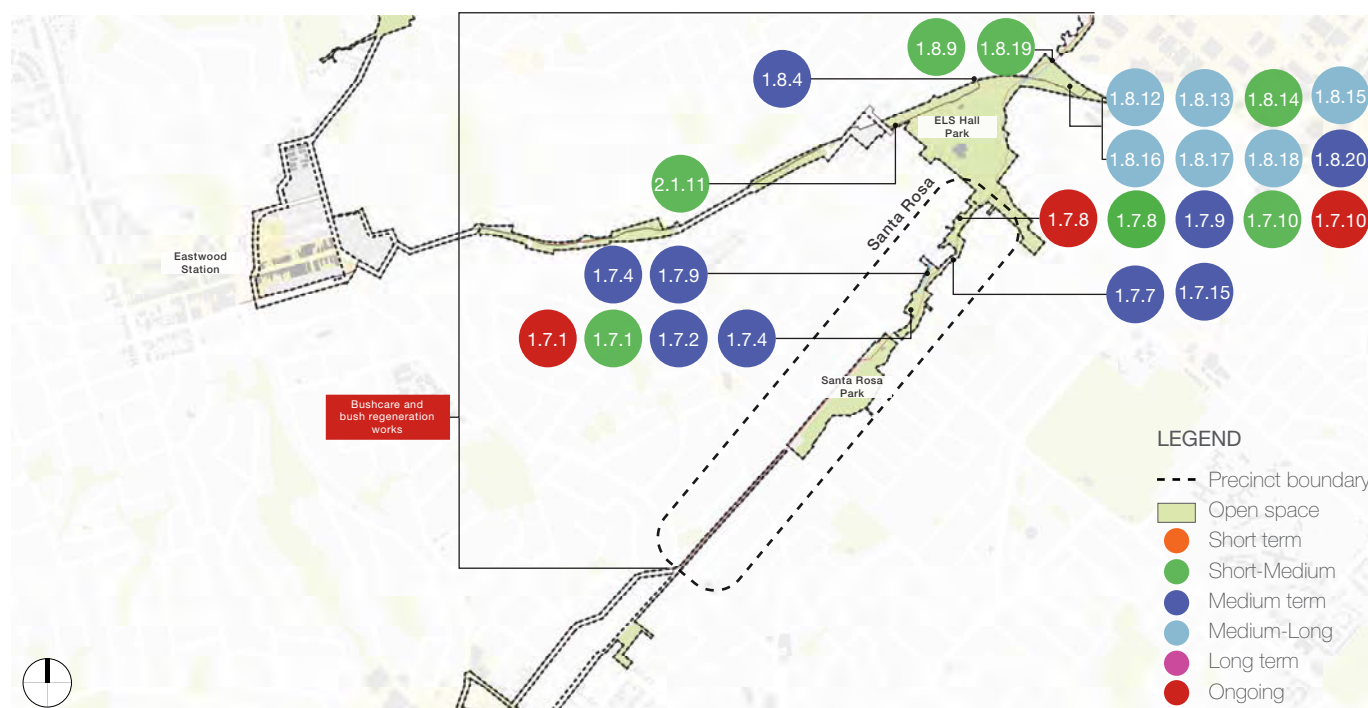 1.8.9
1.8.19
1.8.4
1.8.12
1.8.13
1.8.14
1.8.15
ELS Hall
Park
1.8.16
1.8.17
1.8.18
1.8.20
2.1.11
Santa Rosa
1.7.8
1.7.8
1.7.9
1.7.10
1.7.10
Eastwood
Station
1.7.4
1.7.9
1.7.7
1.7.15
1.7.1
1.7.1
1.7.2
1.7.4
Santa Rosa
Park
Bushcare and
bush regeneration
works
LEGEND
Precinct boundary
Open space
Short term
Short-Medium
Medium term
Medium-Long
Long term
Ongoing